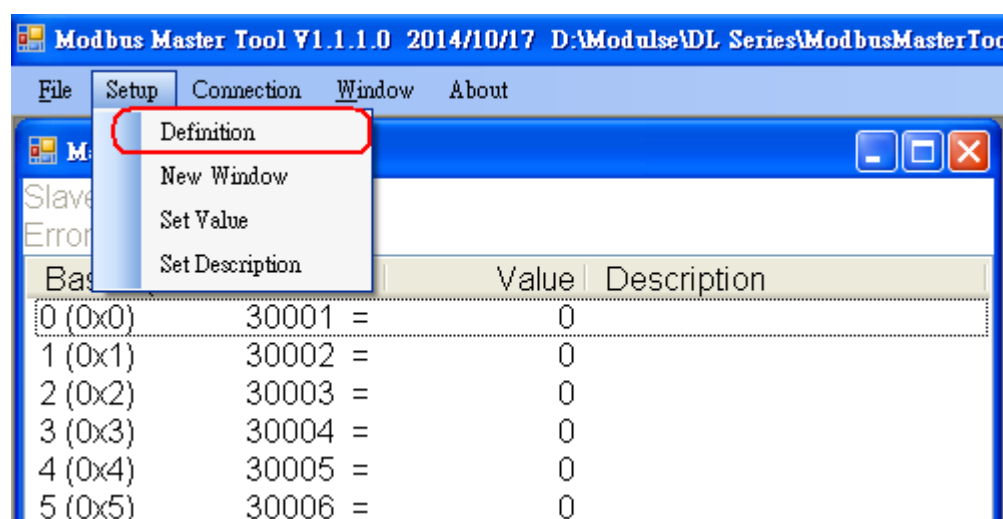 Modbus Master Tool V1.1.1.0 2014/10/17 D:\Modulse\DL Series\ModbusMasterToo
File Setup Connection Window About
Definition
New Window
Set Value
Set Description
Slave
Error
Value Description
0 (0x0) 30001 = 0
1 (0x1) 30002 = 0
2 (0x2) 30003 = 0
3 (0x3) 30004 = 0
4 (0x4) 30005 = 0
5 (0x5) 30006 = 0